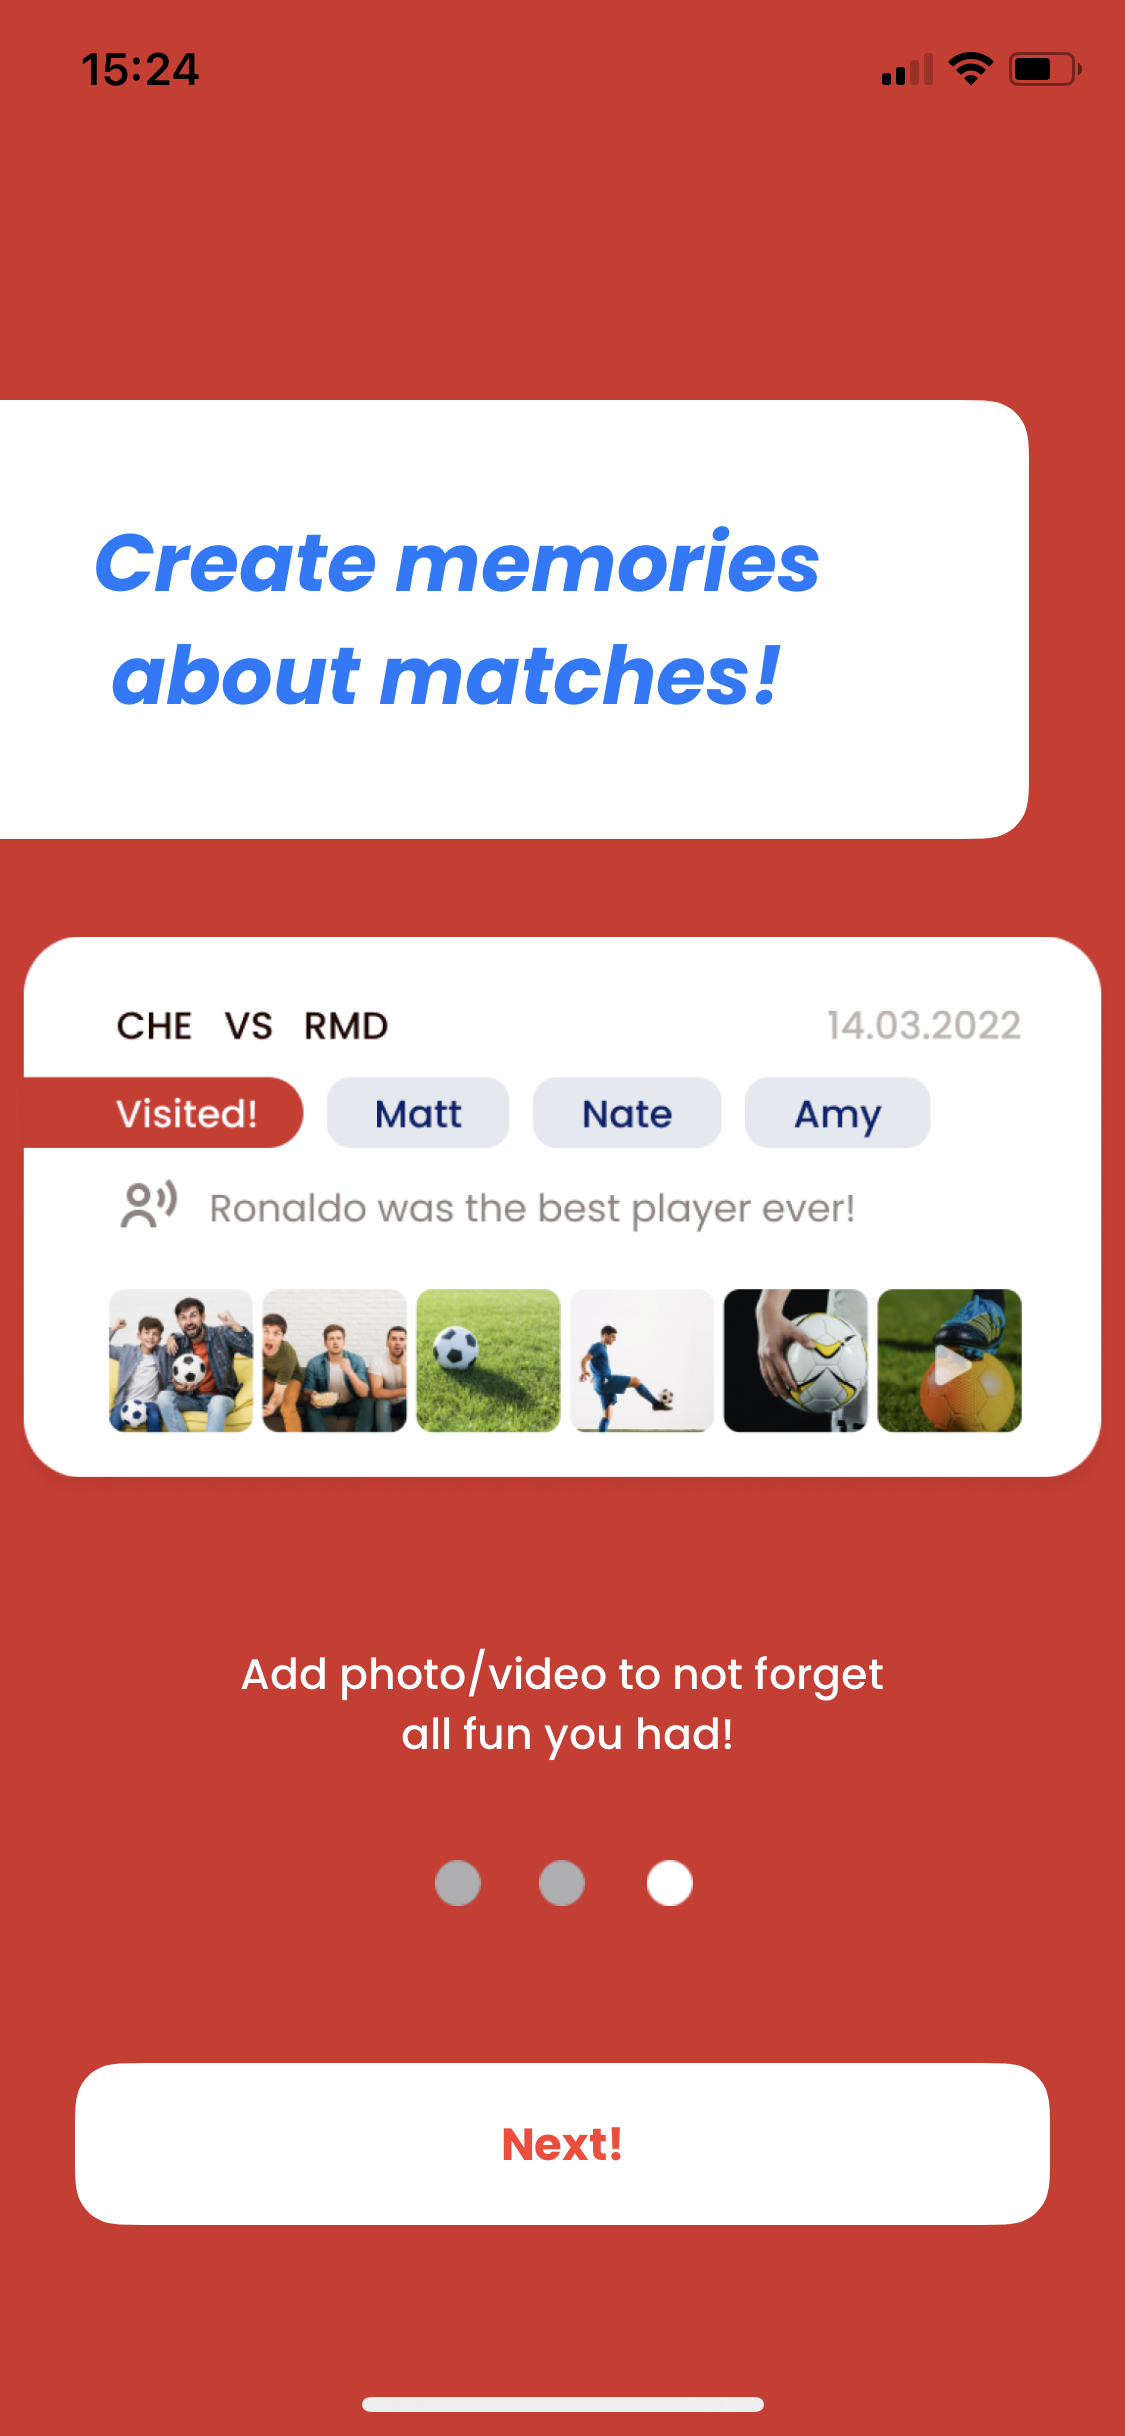 15:24
Create memories
about matches!
CHE VS RMD 14.03.2022
Visited! Matt Nate Amy
Ronaldo was the best player ever!
Add photo/video to not forget
all fun you had!
Next!